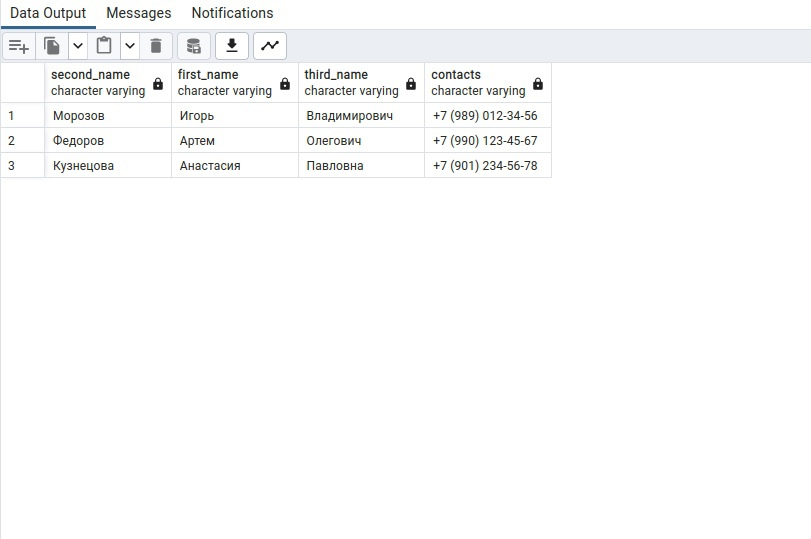 Data Output Messages Notifications
second_name first_name third_name contacts
character varying character varying character varying character varying
1 Морозов Игорь Владимирович +7 (989) 012-34-56
2 Федоров Артем Олегович +7 (990) 123-45-67
3 Кузнецова Анастасия Павловна +7 (901) 234-56-78